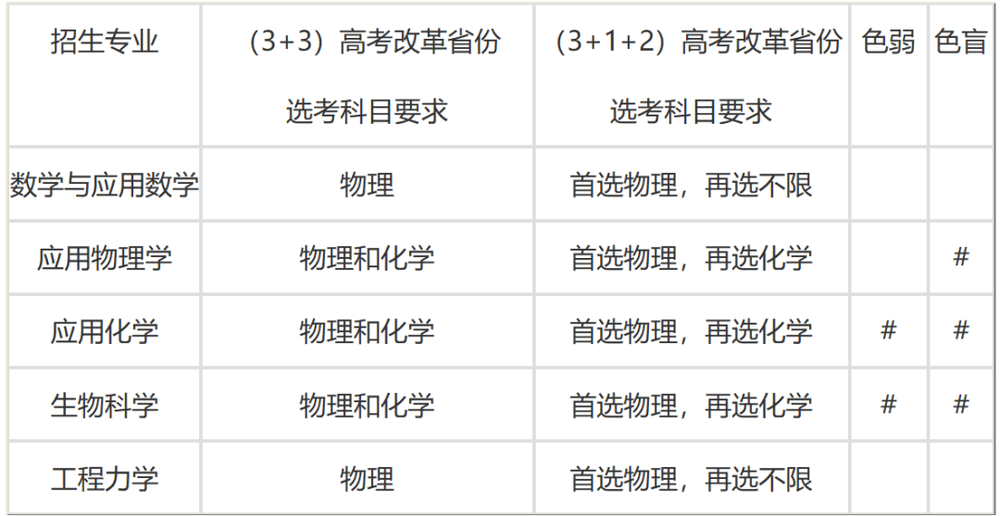 招生专业 （3+3）高考改革省份 （3+1+2）高考改革省份 色弱 色盲
选考科目要求 选考科目要求
数学与应用数学 物理 首选物理，再选不限
应用物理学 物理和化学 首选物理，再选化学 #
应用化学 物理和化学 首选物理，再选化学 # #
生物科学 物理和化学 首选物理，再选化学 # #
工程力学 物理 首选物理，再选不限